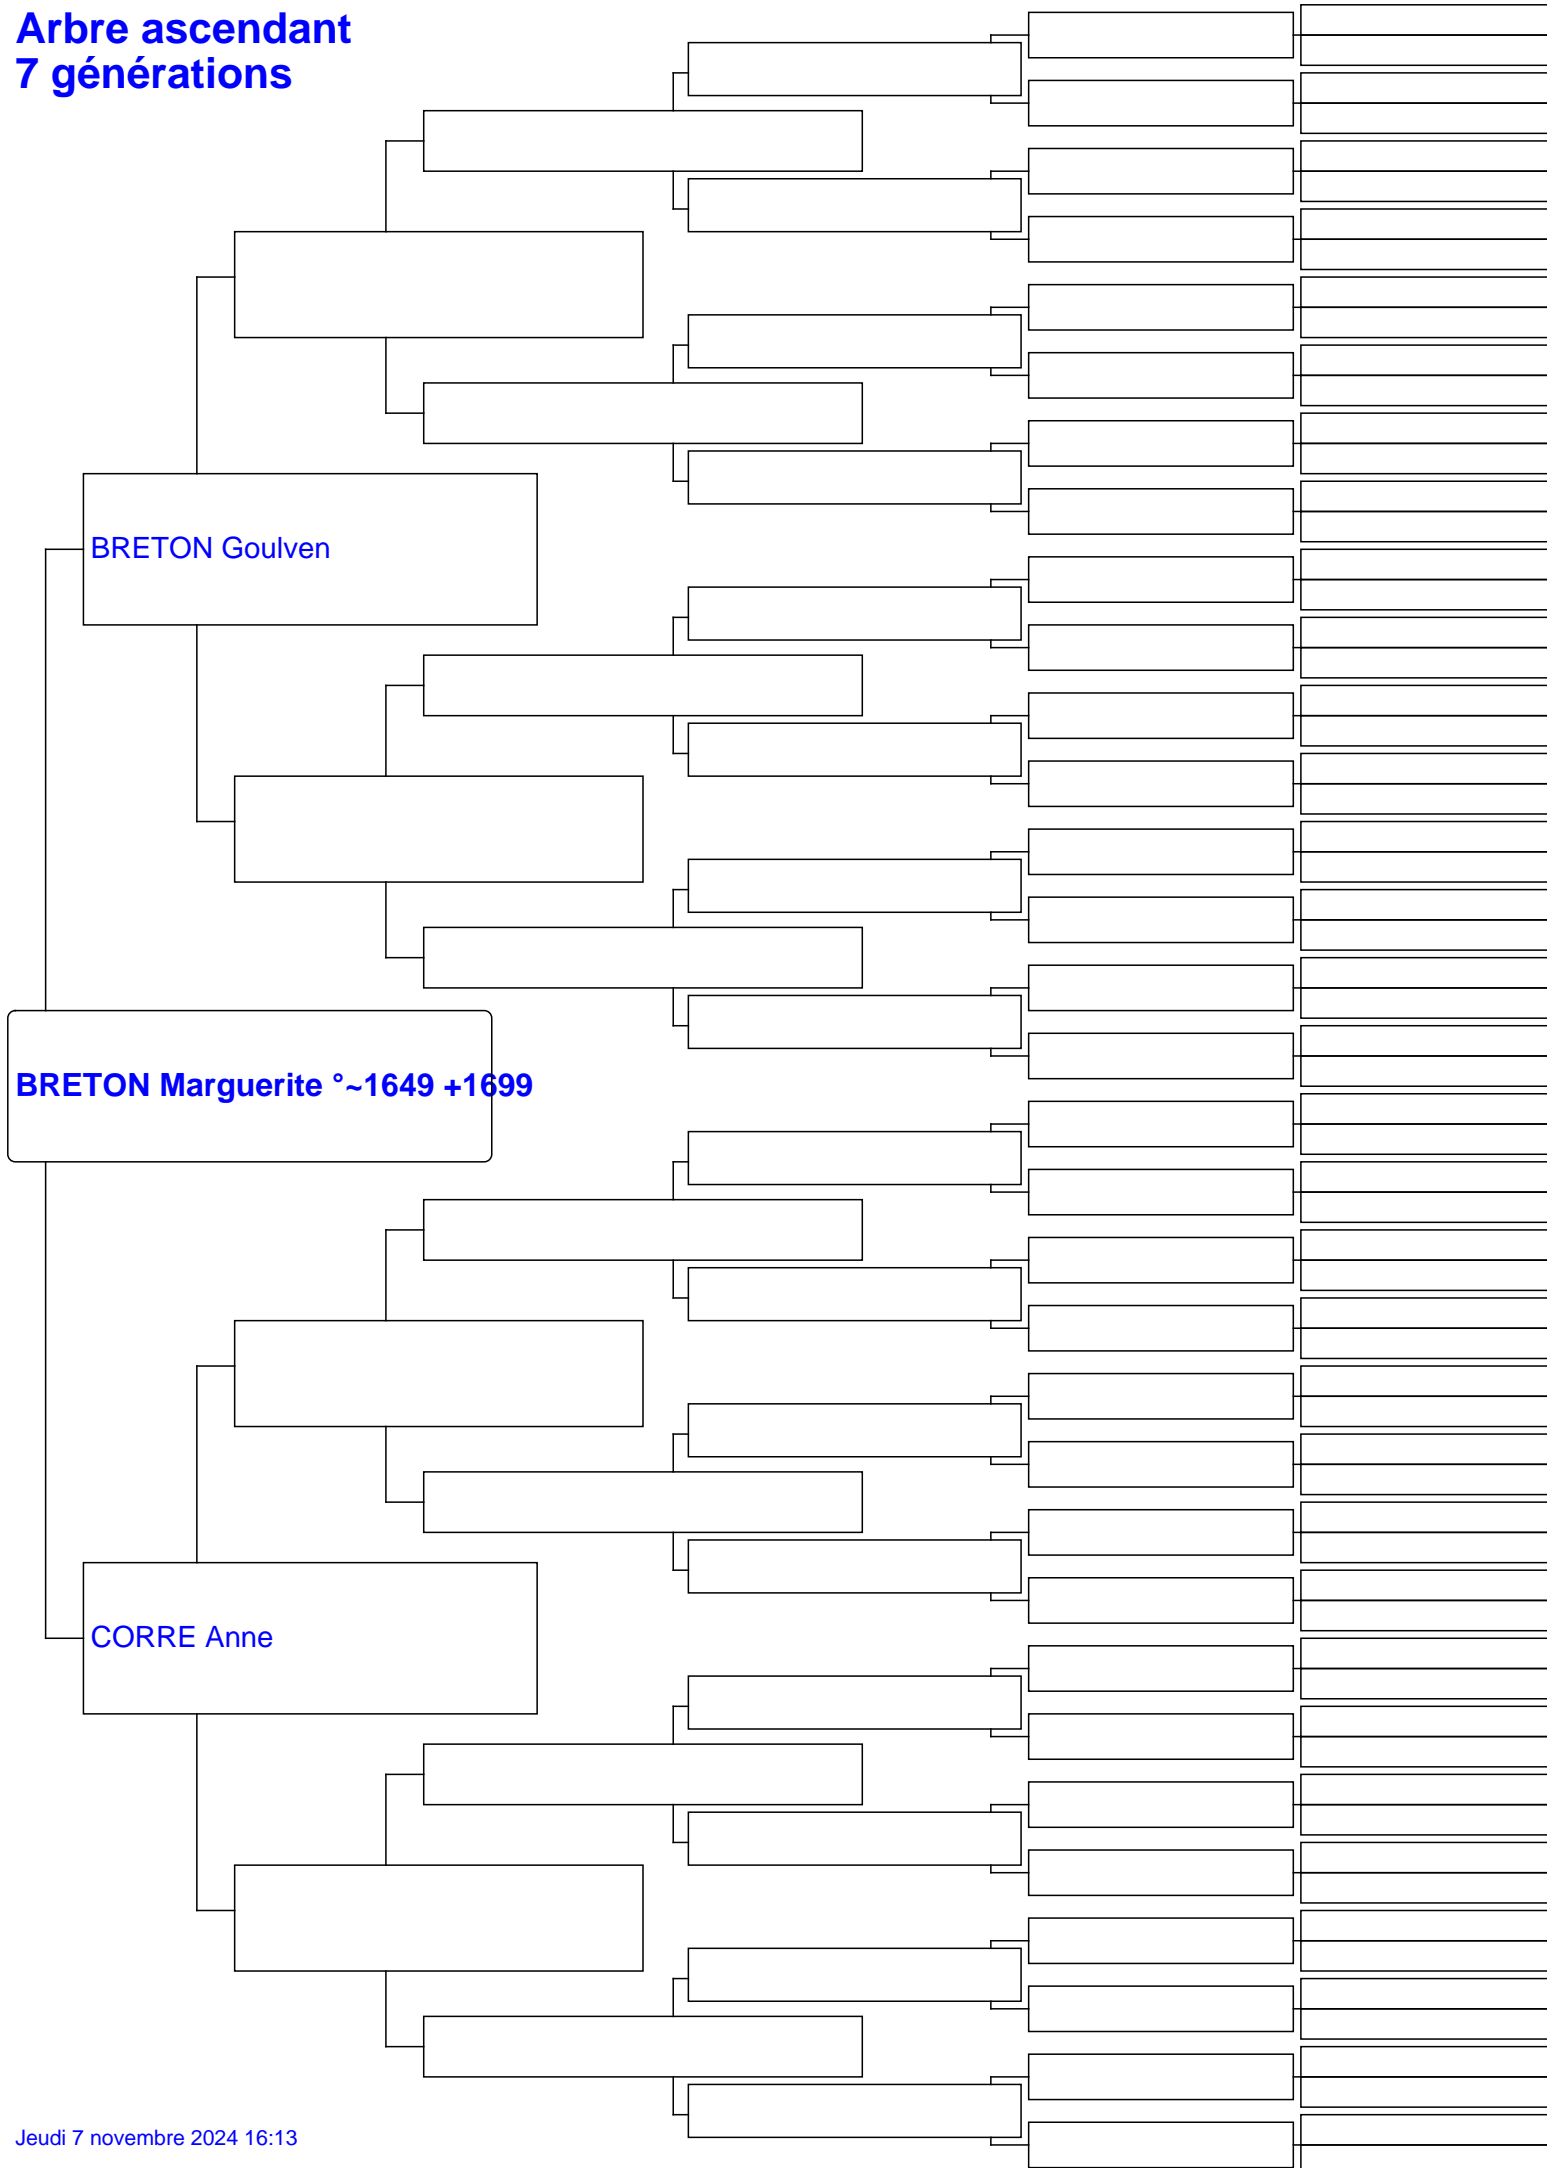 Arbre ascendant
7 générations
BRETON Goulven
BRETON Marguerite °~1649 +1699
CORRE Anne
Jeudi 7 novembre 2024 16:13